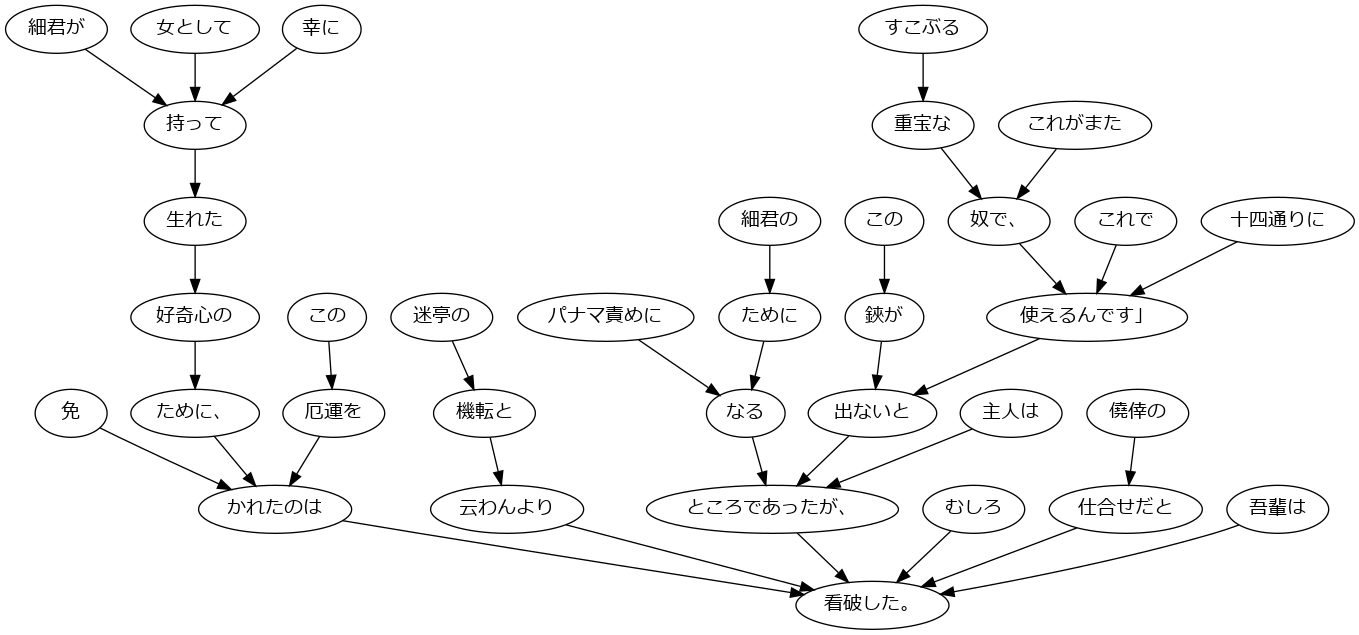 細君が 女として 幸に すこぶる
持って 重宝な これがまた
生れた 細君の この 奴で、 これで 十四通りに
好奇心の この 迷亭の パナマ責めに ために 鋏が 使えるんです」
免 ために、 厄運を 機転と なる 出ないと 主人は 僥倖の
かれたのは 云わんより ところであったが、 むしろ 仕合せだと 吾輩は
看破した。